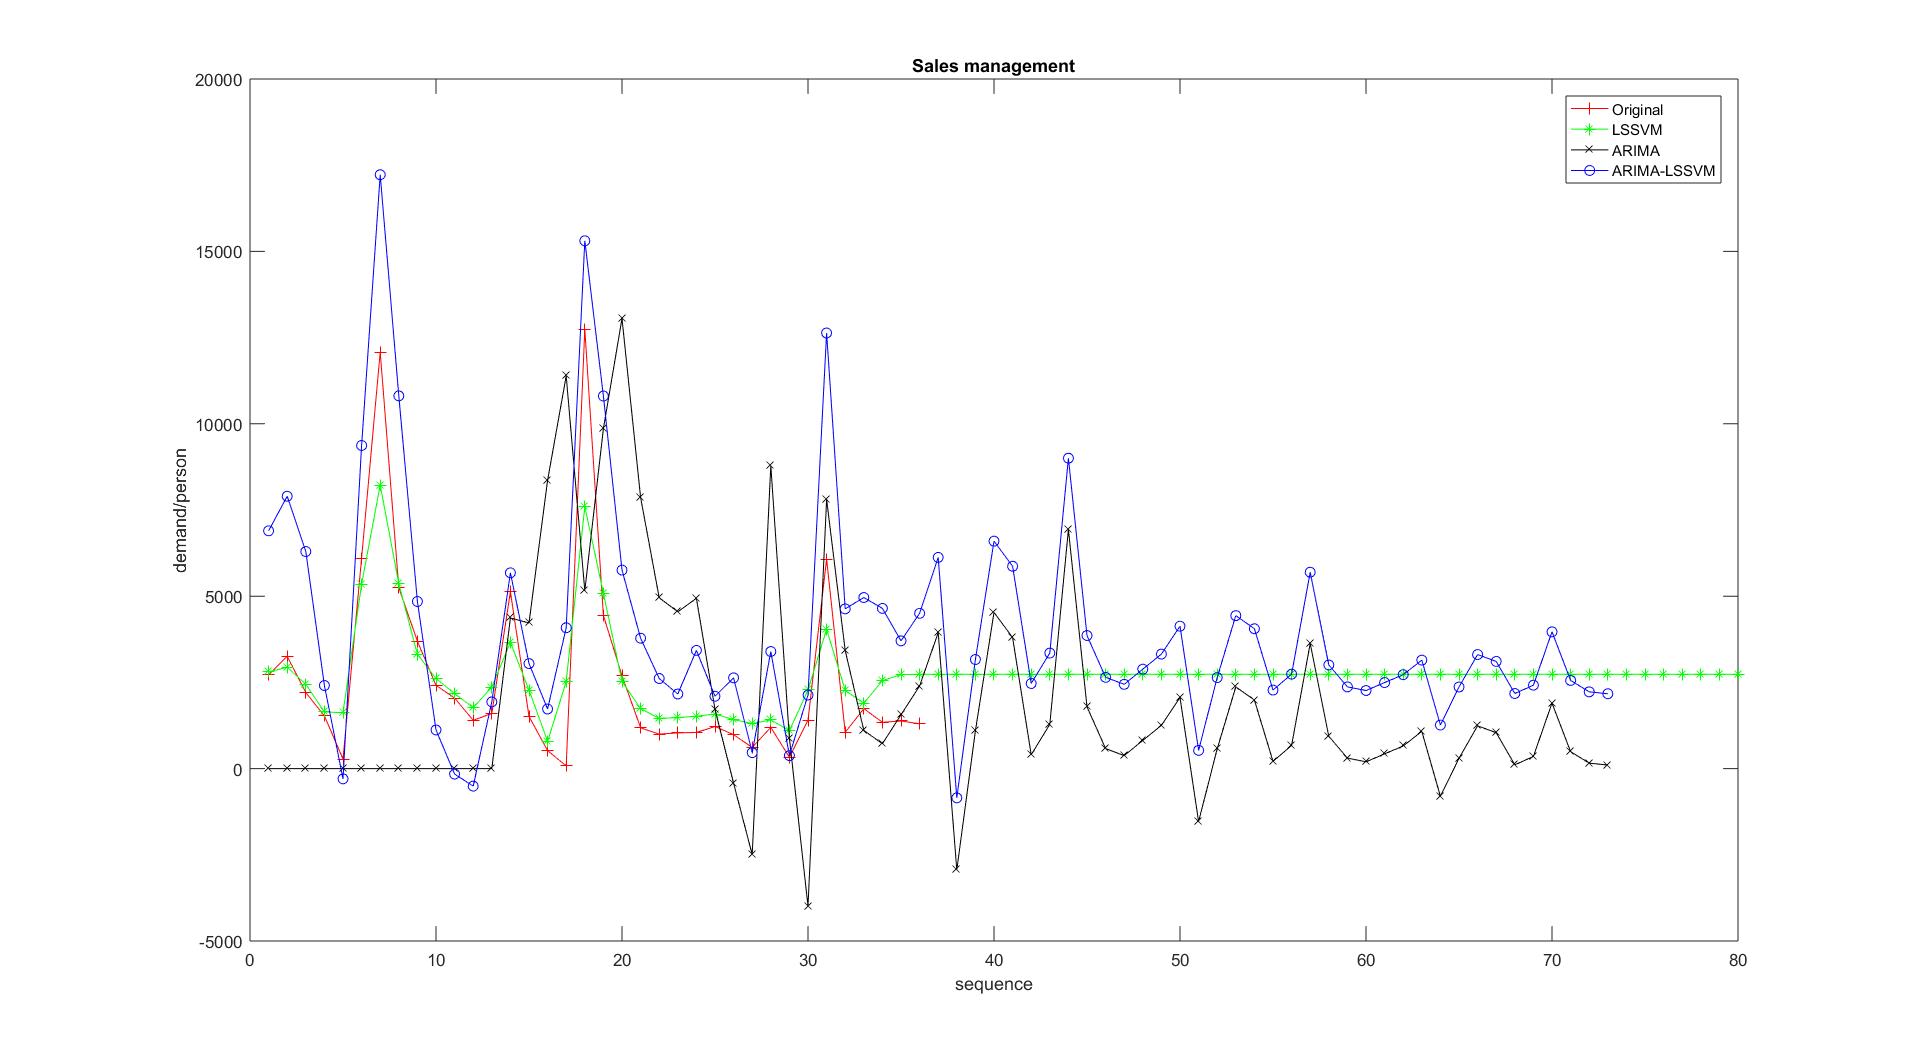 Sales management
20000
15000
10000
5000
0
-5000
demand/person
0 10 20 30 40 50 60 70 80
sequence
Original
LSSVM
ARIMA
ARIMA-LSSVM